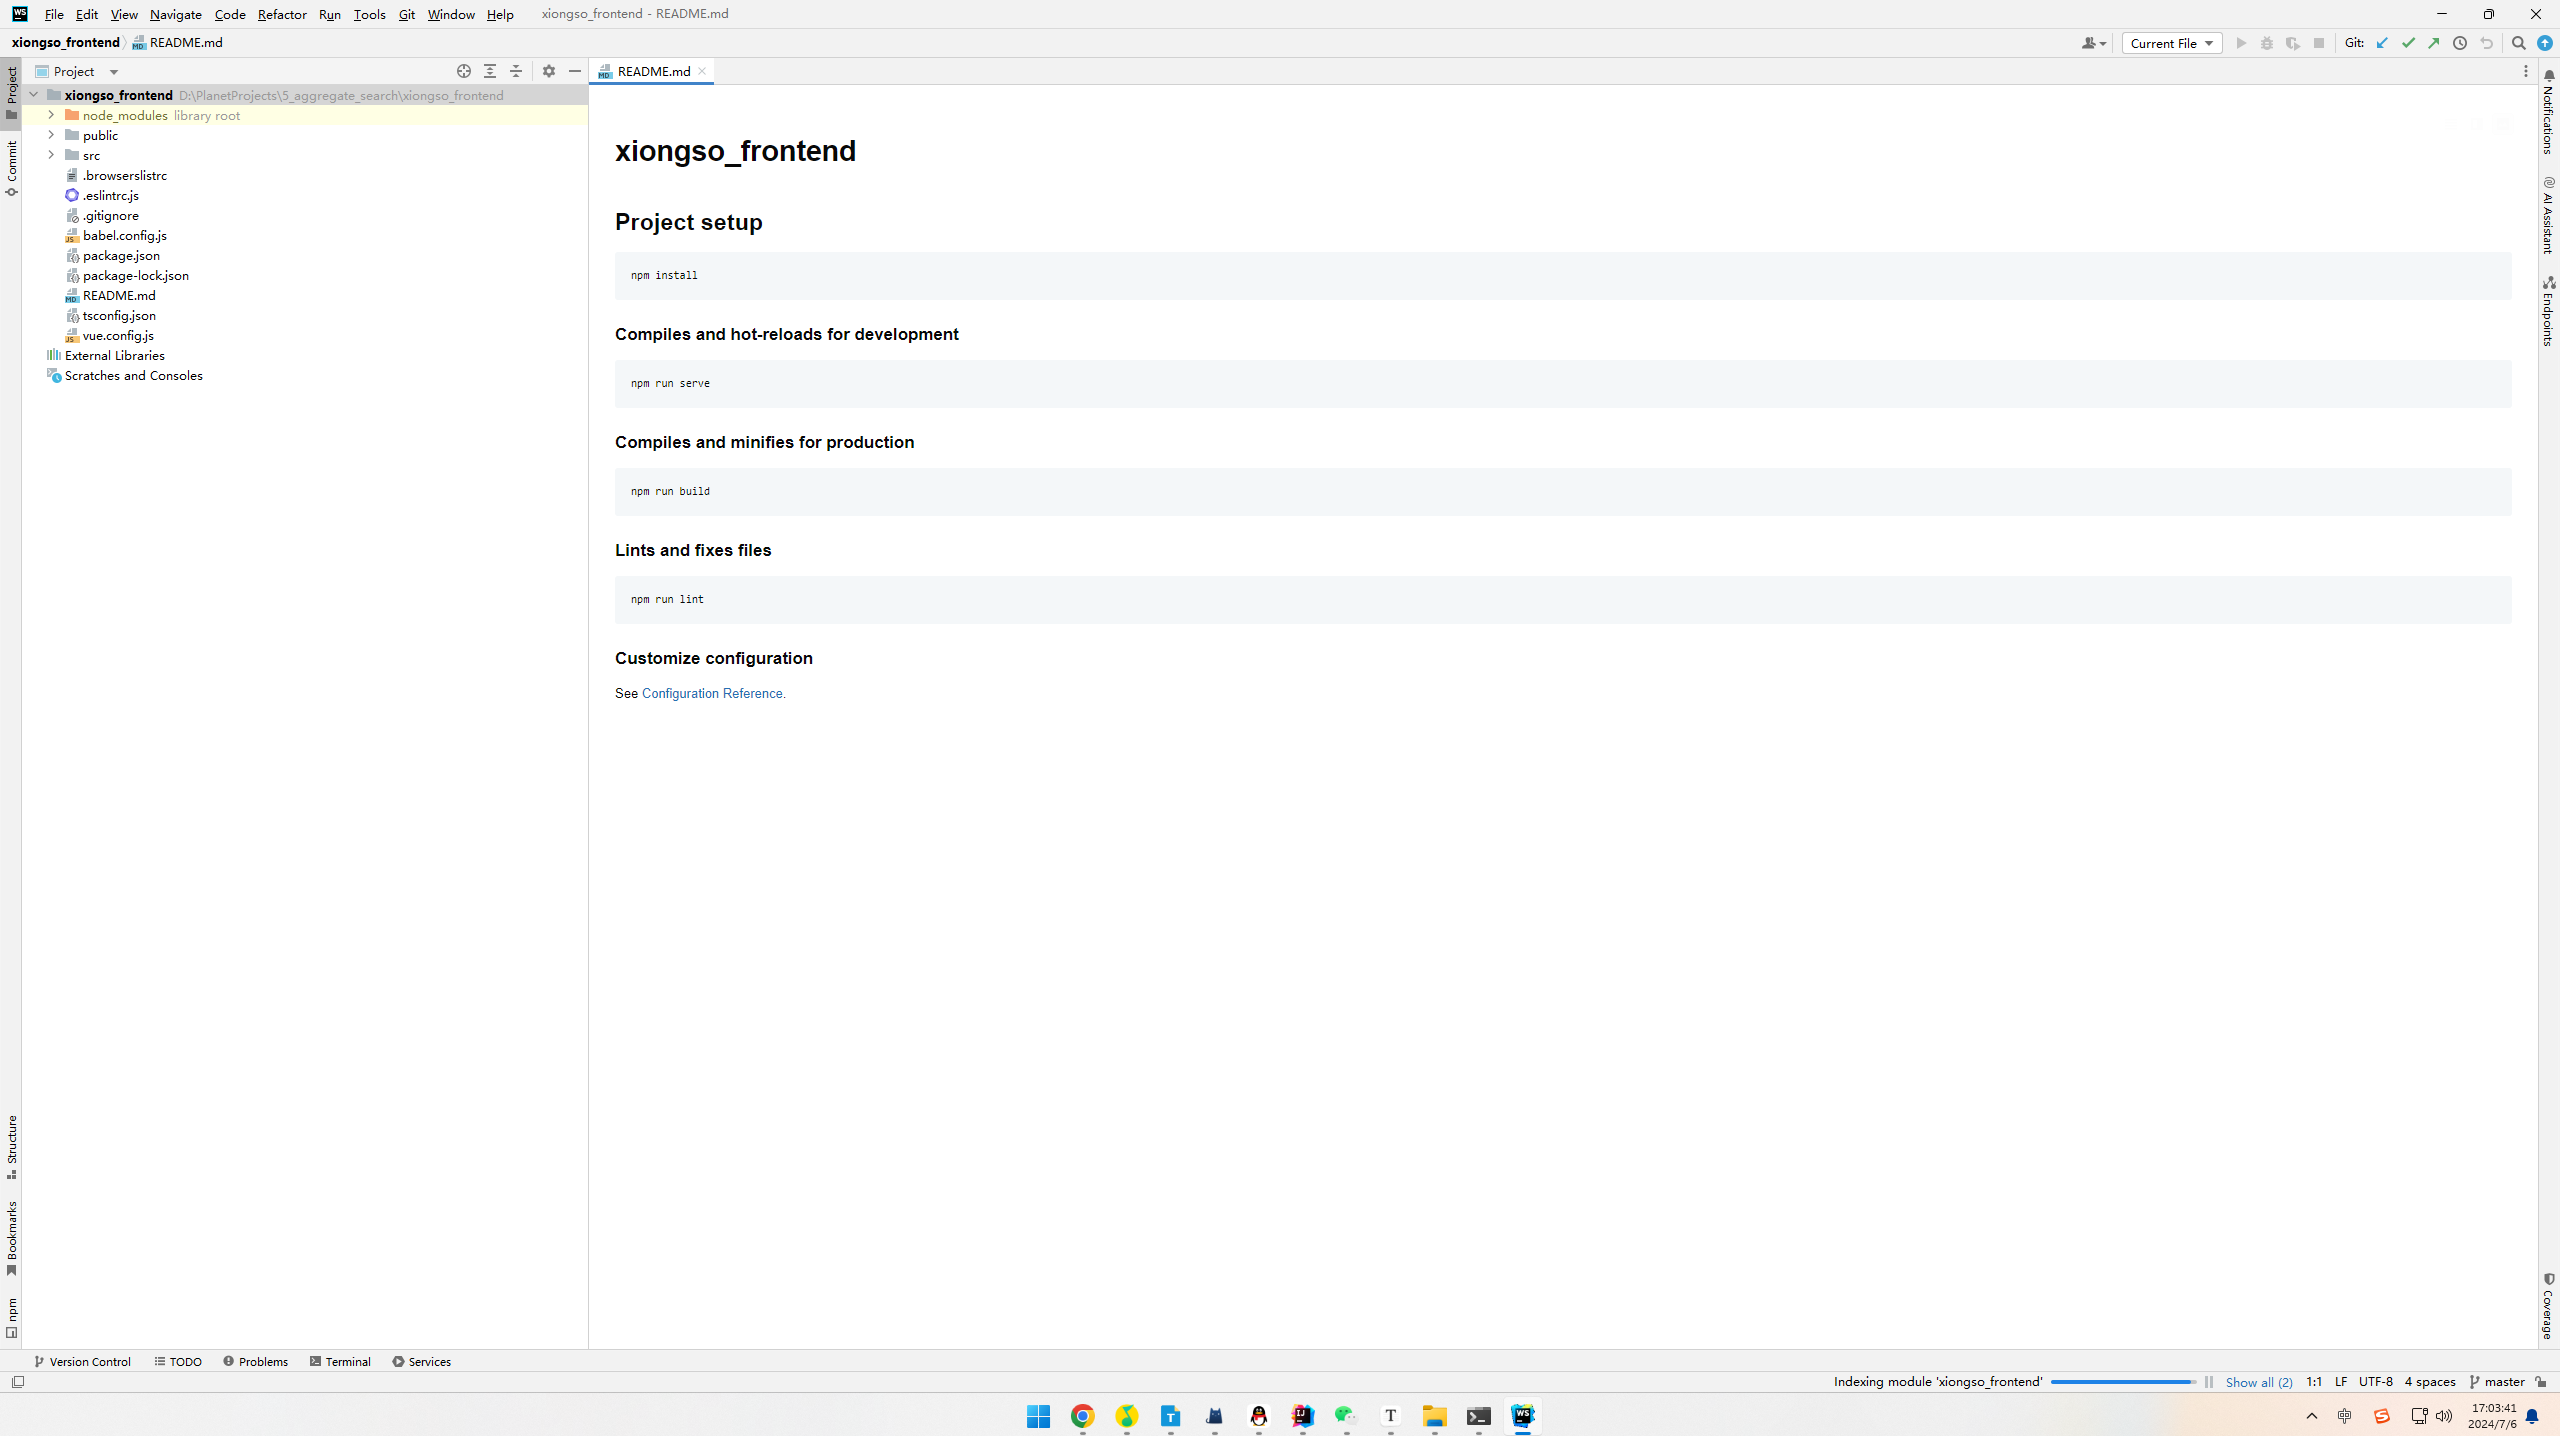 WS File Edit View Navigate Code Refactor Run Tools Git Window Help xiongso_frontend - README.md
xiongso_frontend README.md Current File Git:
Project
Commit
Structure
Bookmarks
npm
Project
xiongso_frontend D:\PlanetProjects\5_aggregate_search\xiongso_frontend
node_modules library root
public
src
.browserslistrc
.eslintrc.js
.gitignore
babel.config.js
package.json
package-lock.json
README.md
tsconfig.json
vue.config.js
External Libraries
Scratches and Consoles
README.md
xiongso_frontend
Project setup
npm install
Compiles and hot-reloads for development
npm run serve
Compiles and minifies for production
npm run build
Lints and fixes files
npm run lint
Customize configuration
See Configuration Reference.
Notifications
AI Assistant
Endpoints
Coverage
Version Control TODO Problems Terminal Services
Indexing module 'xiongso_frontend' Show all (2) 1:1 LF UTF-8 4 spaces master
中
17:03:41
2024/7/6